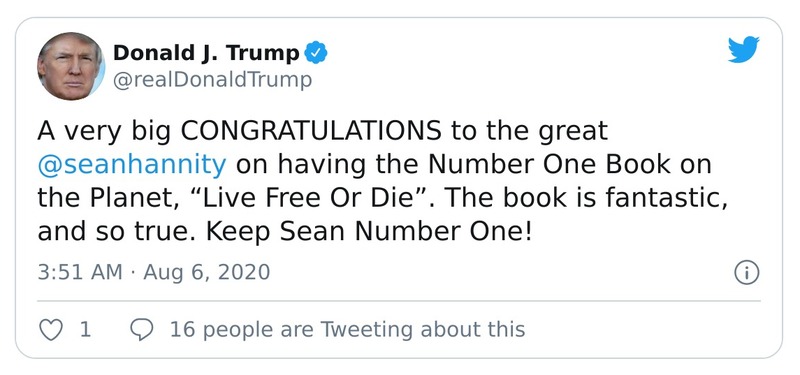 Donald J. Trump
@realDonaldTrump
A very big CONGRATULATIONS to the great
@seanhannity on having the Number One Book on
the Planet, “Live Free Or Die”. The book is fantastic,
and so true. Keep Sean Number One!
3:51 AM · Aug 6, 2020
1 16 people are Tweeting about this